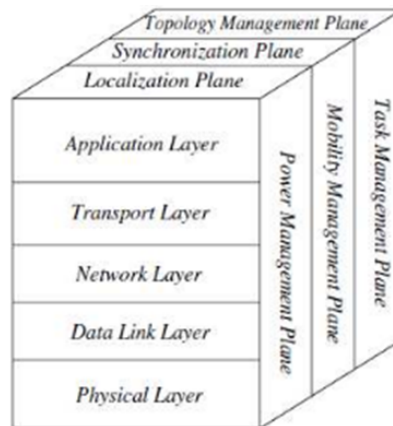 Topology Management Plane
Synchronization Plane
Localization Plane
Application Layer
Transport Layer
Network Layer
Data Link Layer
Physical Layer
Power Management Plane
Mobility Management Plane
Task Management Plane